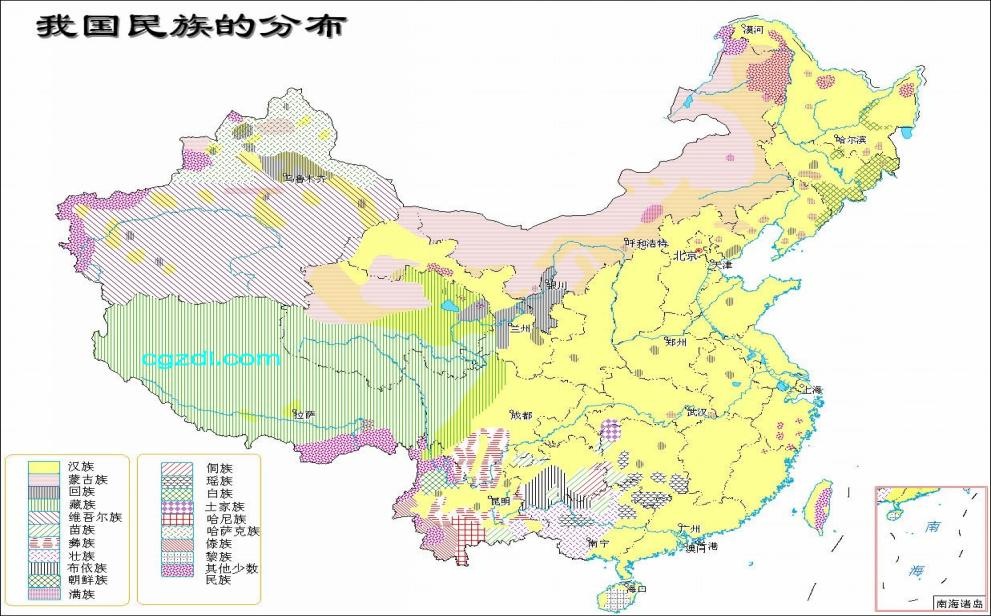 我国民族的分布
漠河
哈尔滨
乌鲁木齐
呼和浩特
北京
天津
银川
兰州
郑州
上海
拉萨
成都
武汉
昆明
南宁
广州
澳门
香港
海口
cgzdl.com
汉族
蒙古族
回族
藏族
维吾尔族
苗族
彝族
壮族
布依族
朝鲜族
满族
侗族
瑶族
白族
土家族
哈尼族
哈萨克族
傣族
黎族
其他少数
民族
南
海
南海诸岛